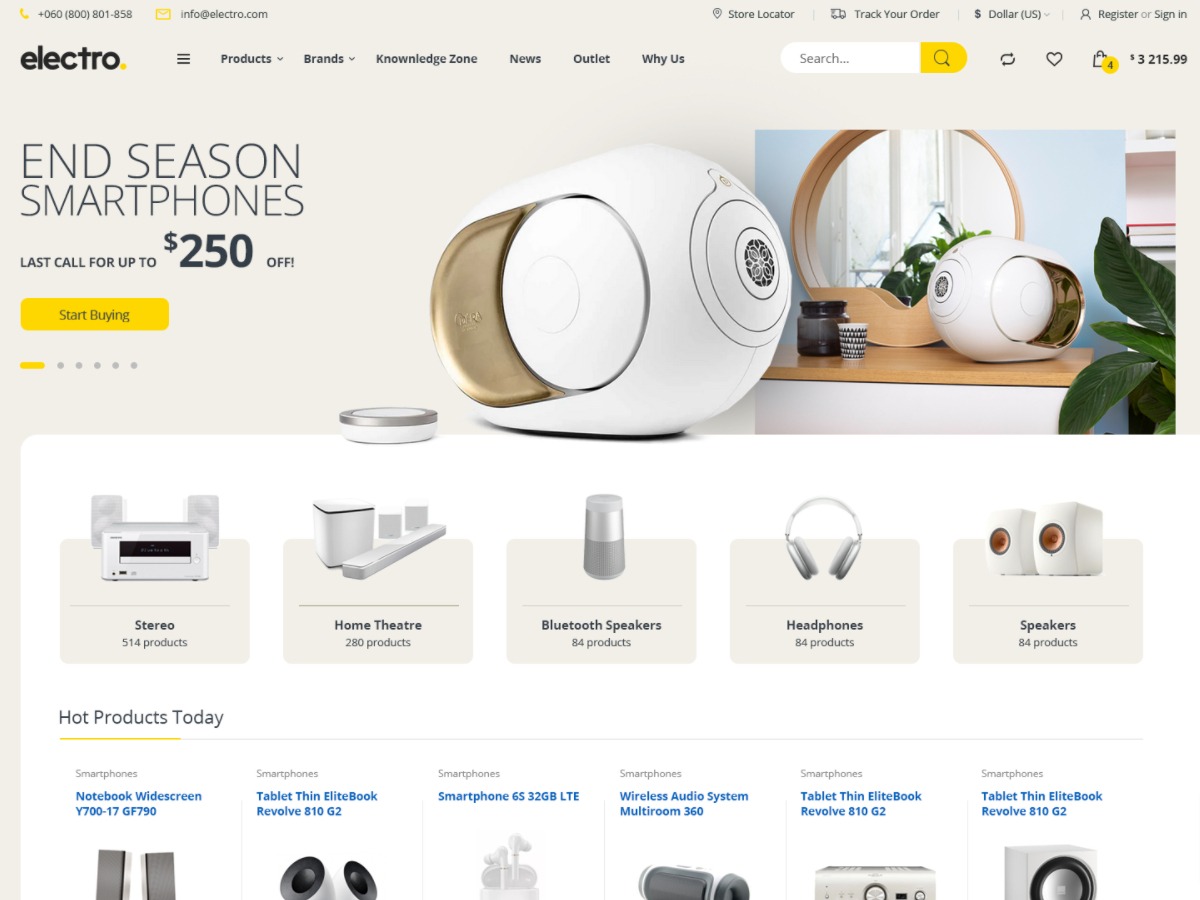 +060 (800) 801-858 info@electro.com Store Locator Track Your Order $ Dollar (US) Register or Sign in
electro. Products Brands Knownledge Zone News Outlet Why Us Search... 4 $ 3 215.99
END SEASON
SMARTPHONES
LAST CALL FOR UP TO $250 OFF!
Start Buying
Stereo Home Theatre Bluetooth Speakers Headphones Speakers
514 products 280 products 84 products 84 products 84 products
Hot Products Today
Smartphones Smartphones Smartphones Smartphones Smartphones Smartphones
Notebook Widescreen Tablet Thin EliteBook Smartphone 6S 32GB LTE Wireless Audio System Tablet Thin EliteBook Tablet Thin EliteBook
Y700-17 GF790 Revolve 810 G2 Multiroom 360 Revolve 810 G2 Revolve 810 G2